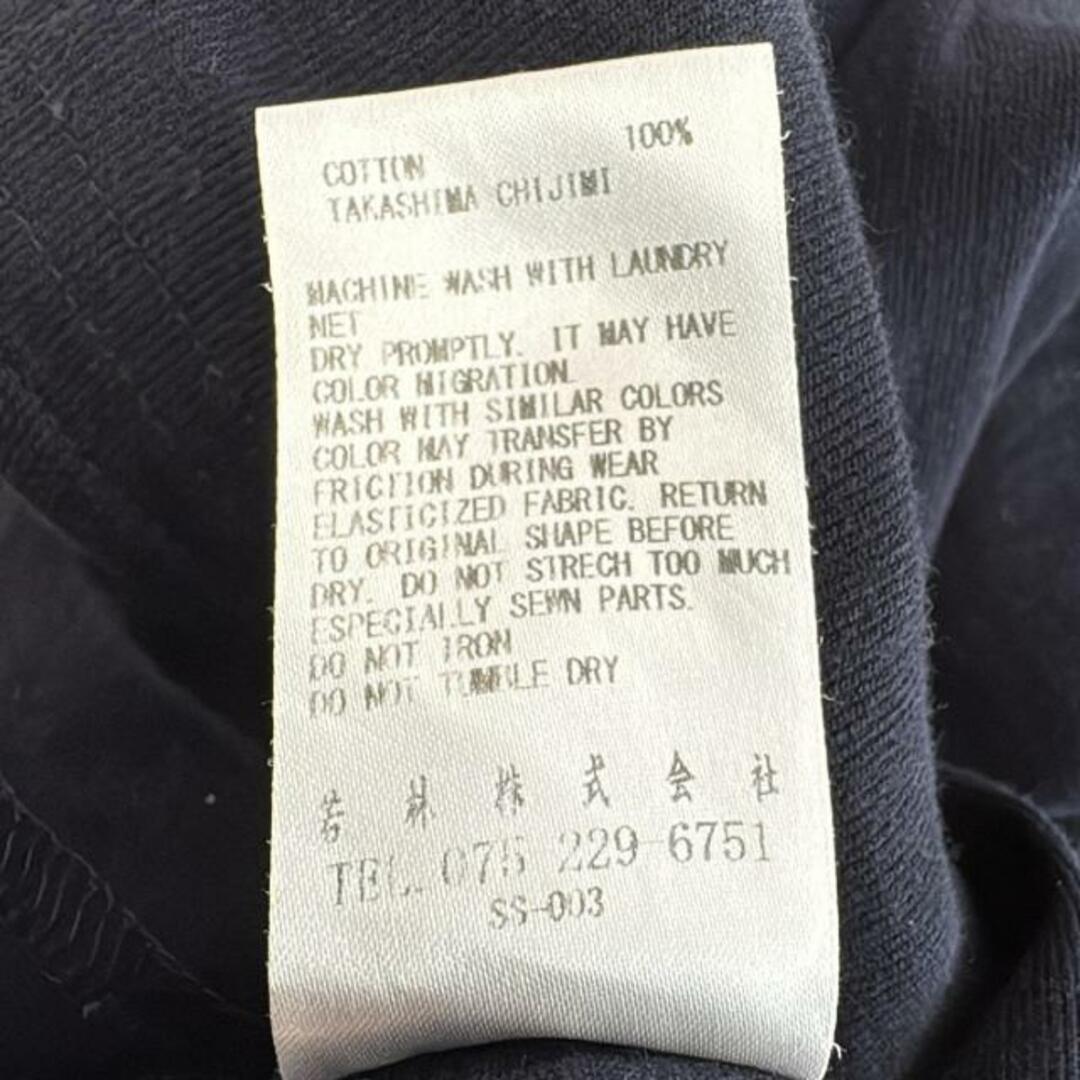 COTTON 100%
TAKASHIMA CHIJIMI
MACHINE WASH WITH LAUNDRY
NET
DRY PROMPTLY. IT MAY HAVE
COLOR MIGRATION.
WASH WITH SIMILAR COLORS
COLOR MAY TRANSFER BY
FRICTION DURING WEAR
ELASTICIZED FABRIC. RETURN
TO ORIGINAL SHAPE BEFORE
DRY. DO NOT STRECH TOO MUCH
ESPECIALLY SEWN PARTS.
DO NOT IRON
DO NOT TUMBLE DRY
若林株式会社
TEL. 075 229-6751
SS-003